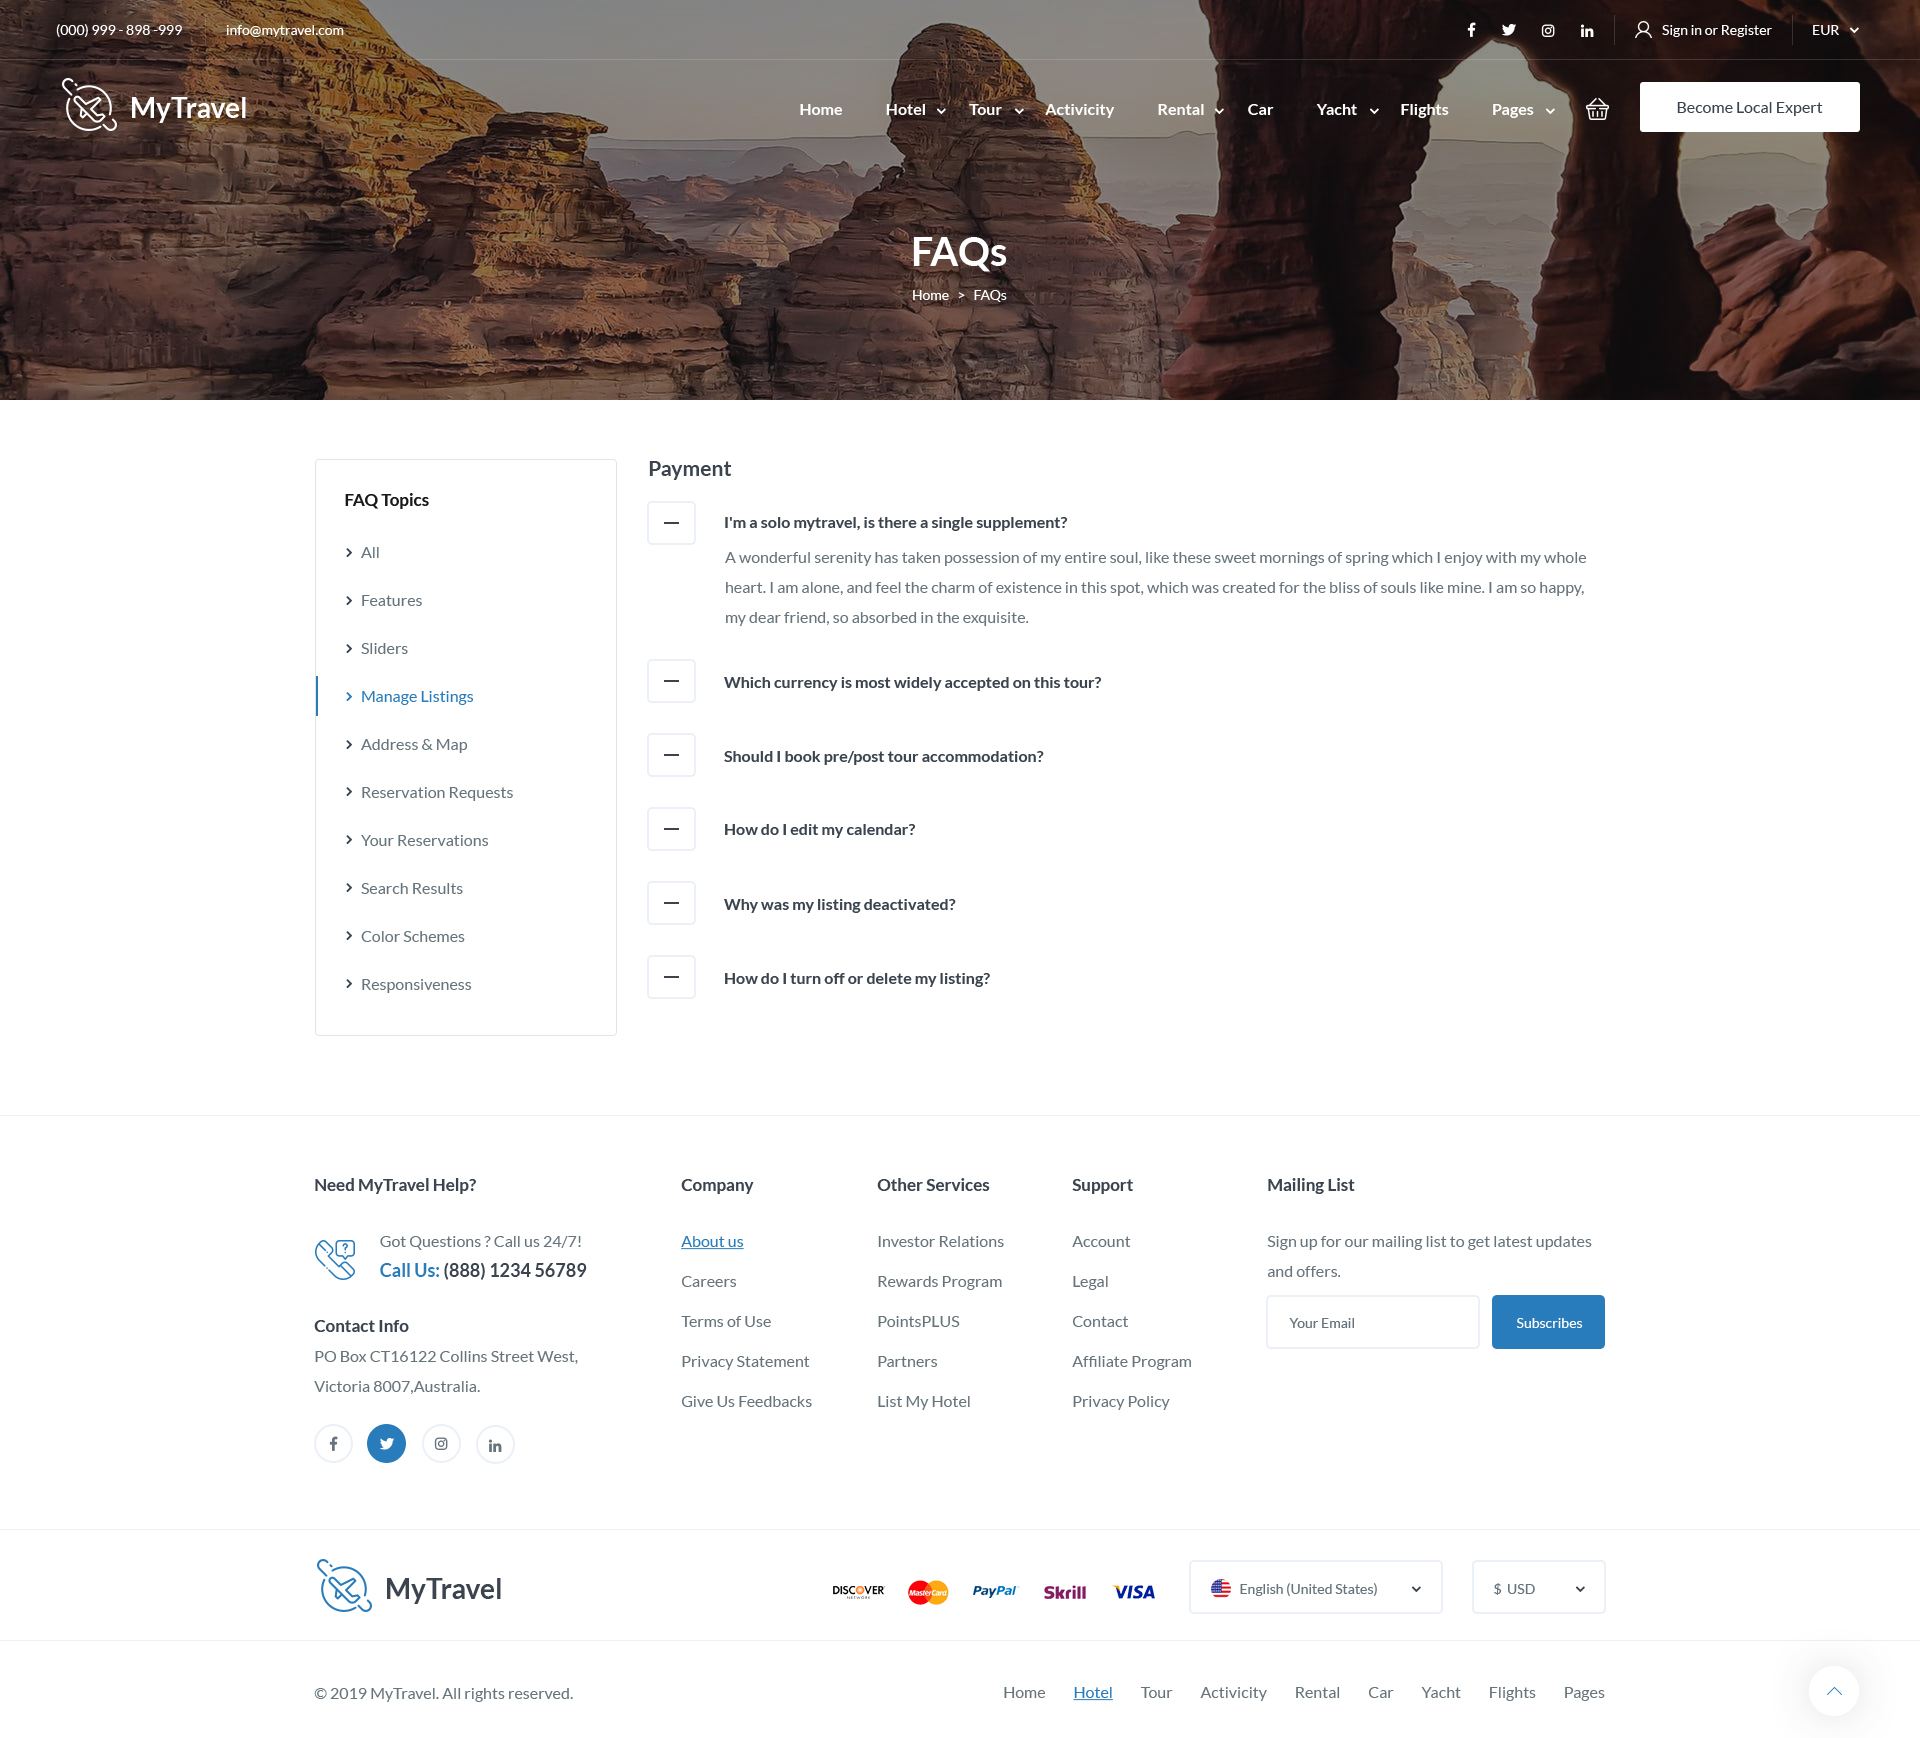 (000) 999 - 898 -999 info@mytravel.com Sign in or Register EUR
MyTravel Home Hotel Tour Activity Rental Car Yacht Flights Pages Become Local Expert
FAQs
Home > FAQs
FAQ Topics
All
Features
Sliders
Manage Listings
Address & Map
Reservation Requests
Your Reservations
Search Results
Color Schemes
Responsiveness
Payment
I'm a solo mytravel, is there a single supplement?
A wonderful serenity has taken possession of my entire soul, like these sweet mornings of spring which I enjoy with my whole
heart. I am alone, and feel the charm of existence in this spot, which was created for the bliss of souls like mine. I am so happy,
my dear friend, so absorbed in the exquisite.
Which currency is most widely accepted on this tour?
Should I book pre/post tour accommodation?
How do I edit my calendar?
Why was my listing deactivated?
How do I turn off or delete my listing?
Need MyTravel Help?
Got Questions ? Call us 24/7!
Call Us: (888) 1234 56789
Contact Info
PO Box CT16122 Collins Street West,
Victoria 8007,Australia.
Company
About us
Careers
Terms of Use
Privacy Statement
Give Us Feedbacks
Other Services
Investor Relations
Rewards Program
PointsPLUS
Partners
List My Hotel
Support
Account
Legal
Contact
Affiliate Program
Privacy Policy
Mailing List
Sign up for our mailing list to get latest updates
and offers.
Your Email Subscribes
MyTravel DISCOVER NETWORK MasterCard PayPal Skrill VISA English (United States) $ USD
© 2019 MyTravel. All rights reserved. Home Hotel Tour Activicity Rental Car Yacht Flights Pages